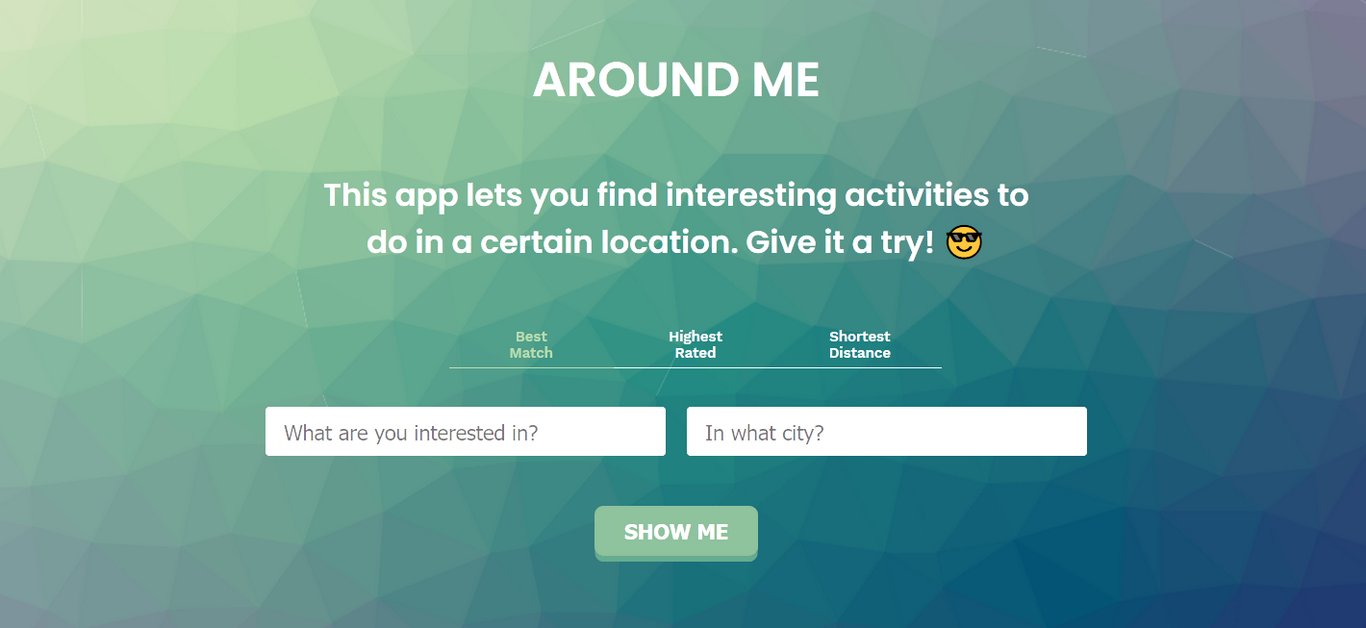 AROUND ME
This app lets you find interesting activities to
do in a certain location. Give it a try! 😎
Best
Match
Highest
Rated
Shortest
Distance
What are you interested in?
In what city?
SHOW ME